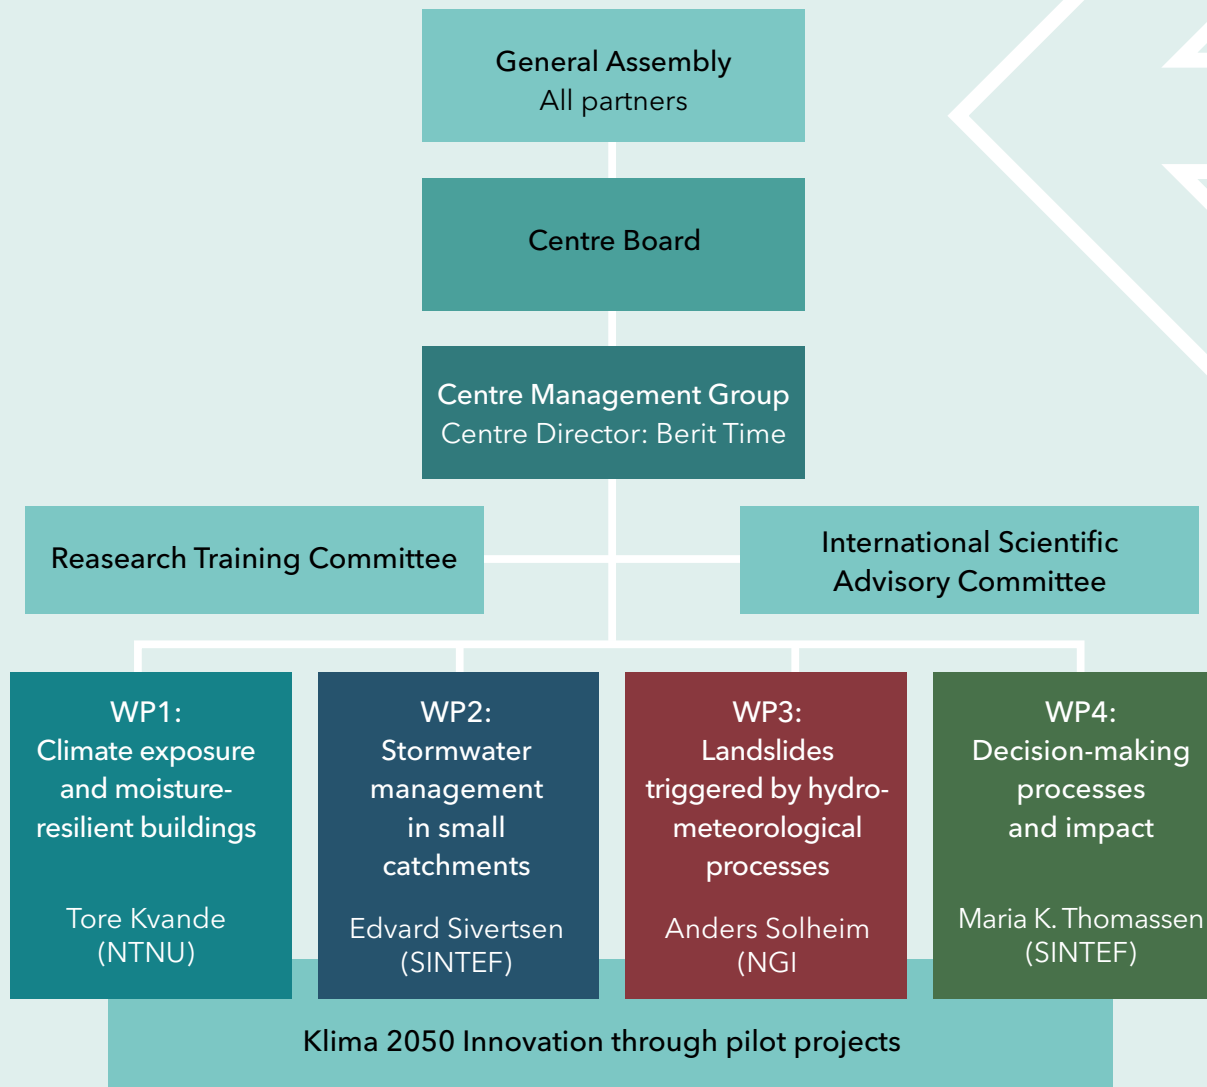 General Assembly
All partners
Centre Board
Centre Management Group
Centre Director: Berit Time
Reasearch Training Committee
International Scientific
Advisory Committee
WP1:
Climate exposure
and moisture-
resilient buildings
Tore Kvande
(NTNU)
WP2:
Stormwater
management
in small
catchments
Edvard Sivertsen
(SINTEF)
WP3:
Landslides
triggered by hydro-
meteorological
processes
Anders Solheim
(NGI
WP4:
Decision-making
processes
and impact
Maria K. Thomassen
(SINTEF)
Klima 2050 Innovation through pilot projects